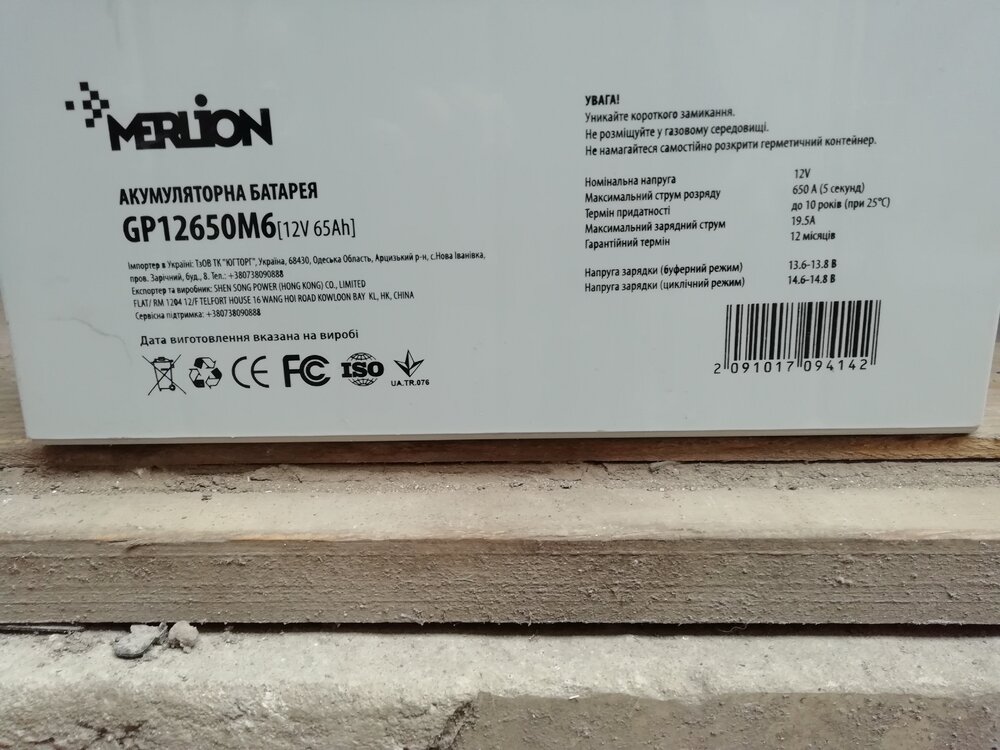 MERLION
АКУМУЛЯТОРНА БАТАРЕЯ
GP12650M6[12V 65Ah]
Імпортер в Україні: ТзОВ ТК "ЮГТОРГ", Україна, 68430, Одеська Область, Арцизький р-н, с.Нова Іванівка,
пров. Зарічний, буд., 8. Тел.: +380738090888
Експортер та виробник: SHEN SONG POWER (HONG KONG) CO., LIMITED
FLAT/ RM 1204 12/F TELFORT HOUSE 16 WANG HOI ROAD KOWLOON BAY KL, HK, CHINA
Сервісна підтримка: +380738090888
Дата виготовлення вказана на виробі
CE FC ISO
UA.TR.076
УВАГА!
Уникайте короткого замикання.
Не розміщуйте у газовому середовищі.
Не намагайтеся самостійно розкрити герметичний контейнер.
Номінальна напруга 12V
Максимальний струм розряду 650 А (5 секунд)
Термін придатності до 10 років (при 25°C)
Максимальний зарядний струм 19.5А
Гарантійний термін 12 місяців
Напруга зарядки (буферний режим) 13.6-13.8 В
Напруга зарядки (циклічний режим) 14.6-14.8 В
2 091017 094142